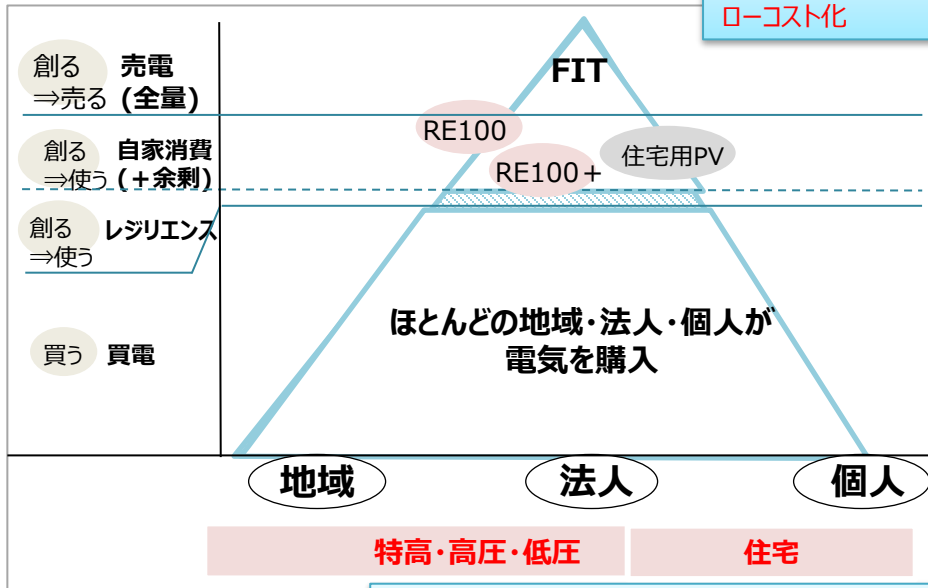 ローコスト化
創る 売電
⇒売る (全量)
FIT
RE100
創る 自家消費
⇒使う (+余剰)
RE100+
住宅用PV
創る レジリエンス
⇒使う
ほとんどの地域・法人・個人が
電気を購入
買う 買電
地域 法人 個人
特高・高圧・低圧 住宅